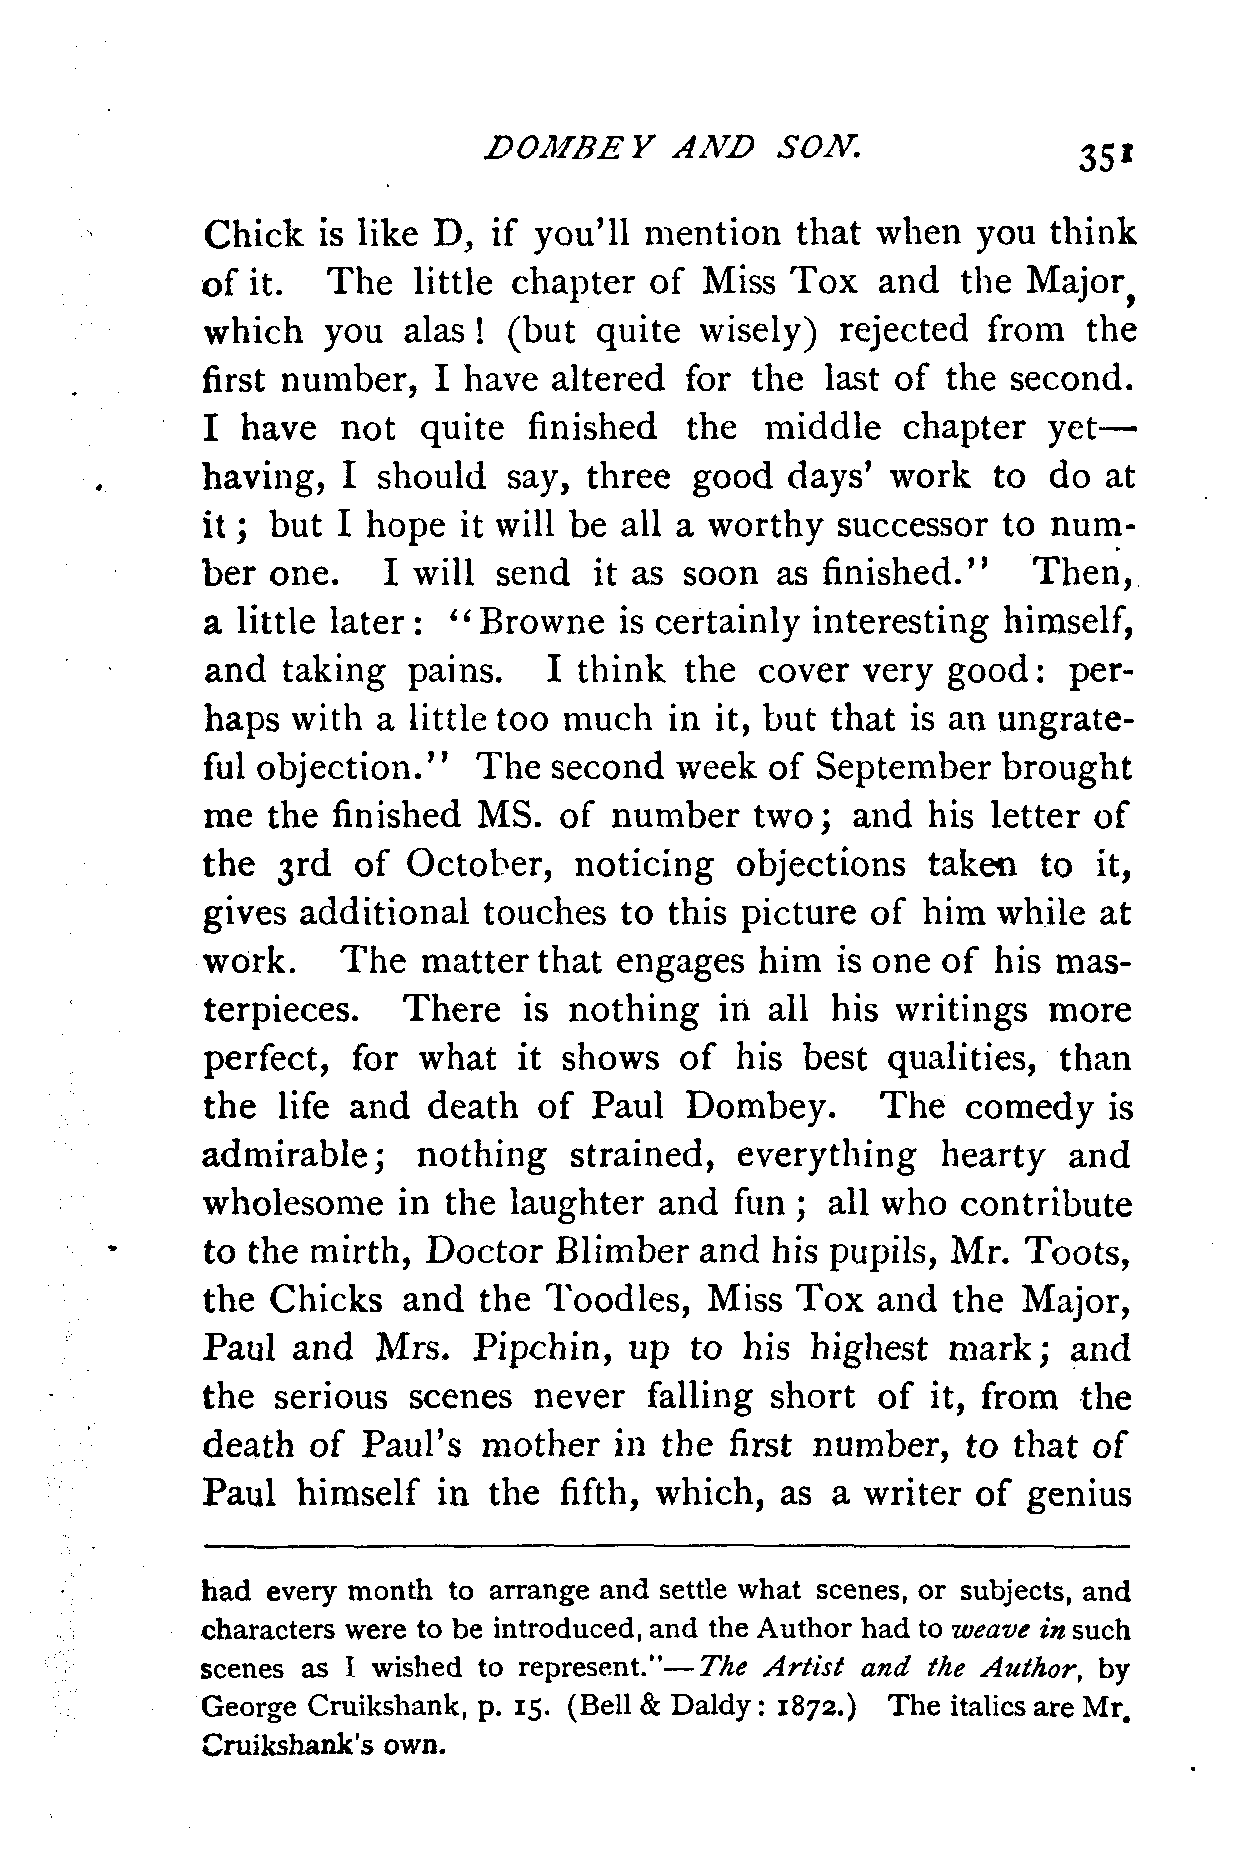 DOMBEY AND SON. 351
Chick is like D, if you'll mention that when you think
of it. The little chapter of Miss Tox and the Major,
which you alas! (but quite wisely) rejected from the
first number, I have altered for the last of the second.
I have not quite finished the middle chapter yet—
having, I should say, three good days' work to do at
it; but I hope it will be all a worthy successor to num-
ber one. I will send it as soon as finished." Then,
a little later: "Browne is certainly interesting himself,
and taking pains. I think the cover very good: per-
haps with a little too much in it, but that is an ungrate-
ful objection." The second week of September brought
me the finished MS. of number two; and his letter of
the 3rd of October, noticing objections taken to it,
gives additional touches to this picture of him while at
work. The matter that engages him is one of his mas-
terpieces. There is nothing in all his writings more
perfect, for what it shows of his best qualities, than
the life and death of Paul Dombey. The comedy is
admirable; nothing strained, everything hearty and
wholesome in the laughter and fun; all who contribute
to the mirth, Doctor Blimber and his pupils, Mr. Toots,
the Chicks and the Toodles, Miss Tox and the Major,
Paul and Mrs. Pipchin, up to his highest mark; and
the serious scenes never falling short of it, from the
death of Paul's mother in the first number, to that of
Paul himself in the fifth, which, as a writer of genius
had every month to arrange and settle what scenes, or subjects, and
characters were to be introduced, and the Author had to weave in such
scenes as I wished to represent."—The Artist and the Author, by
George Cruikshank, p. 15. (Bell & Daldy: 1872.) The italics are Mr.
Cruikshank's own.